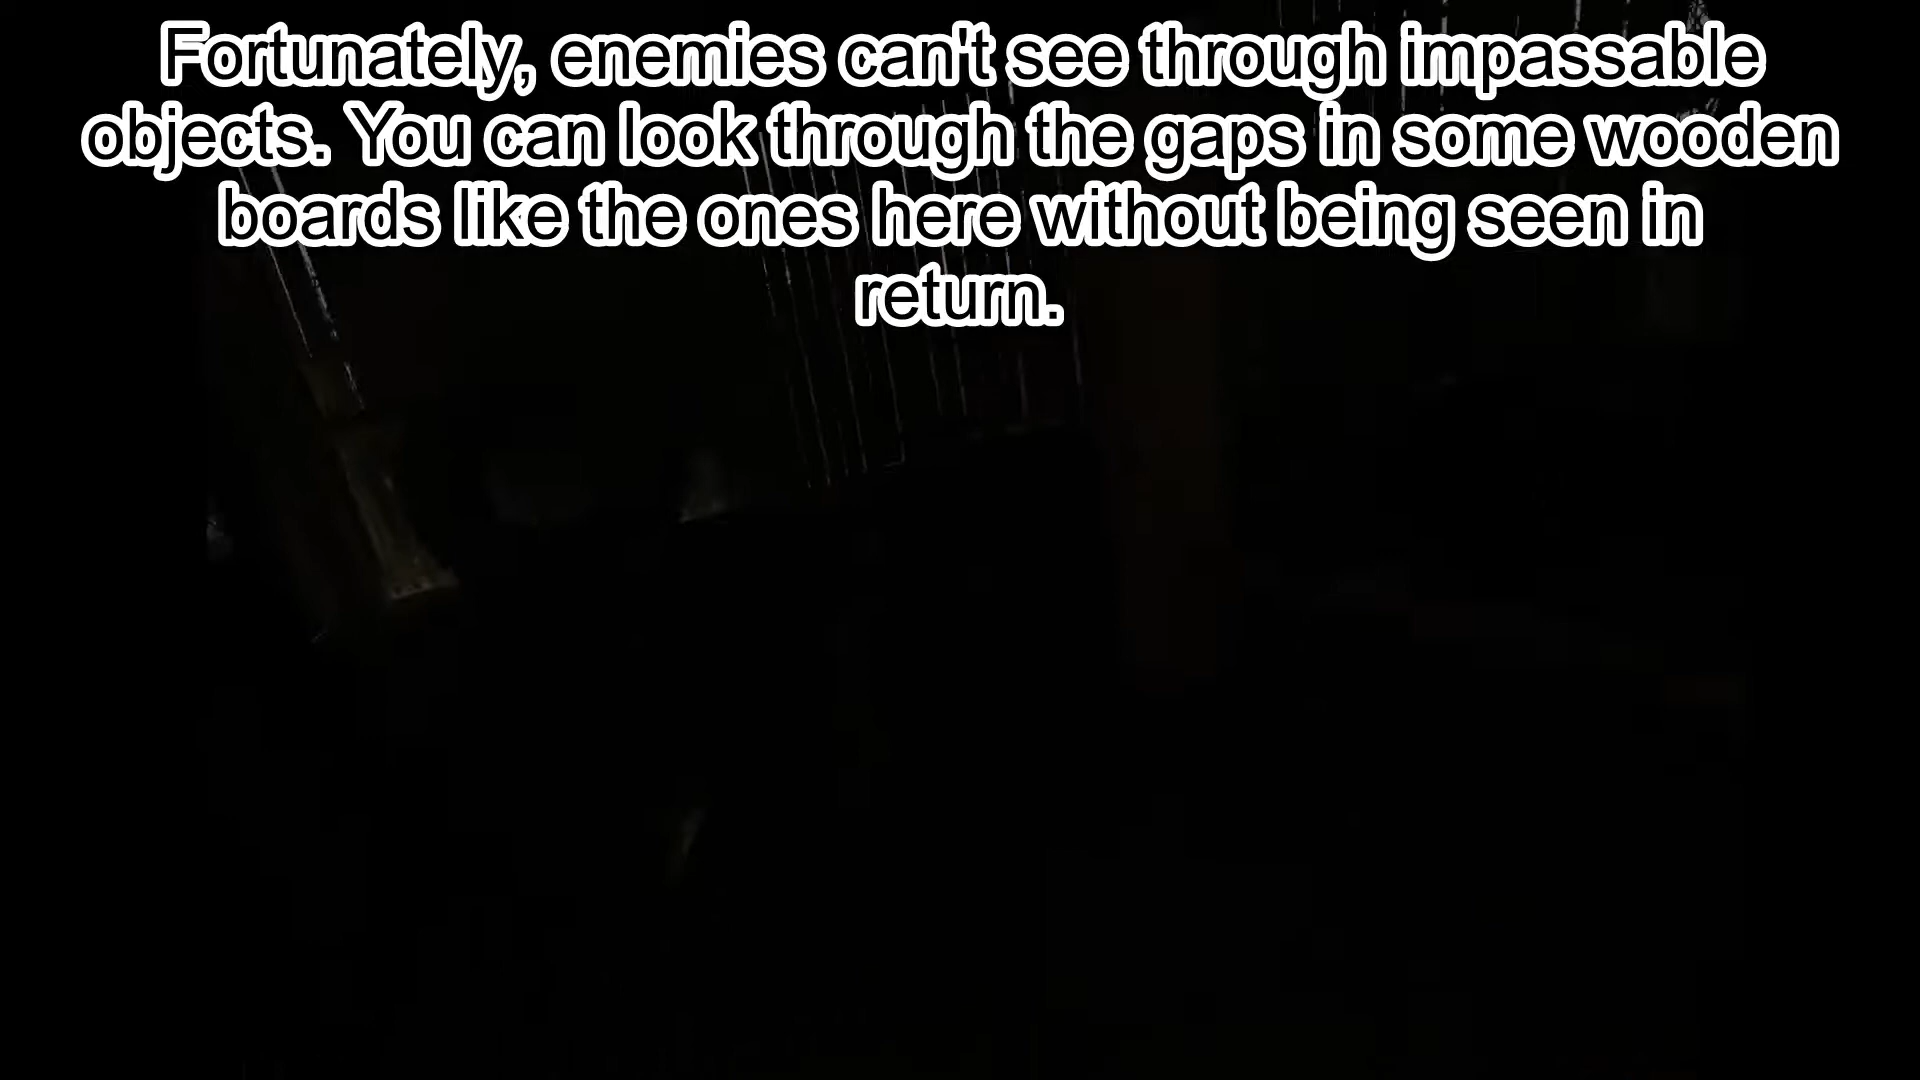 Fortunately, enemies can't see through impassable
objects. You can look through the gaps in some wooden
boards like the ones here without being seen in
return.